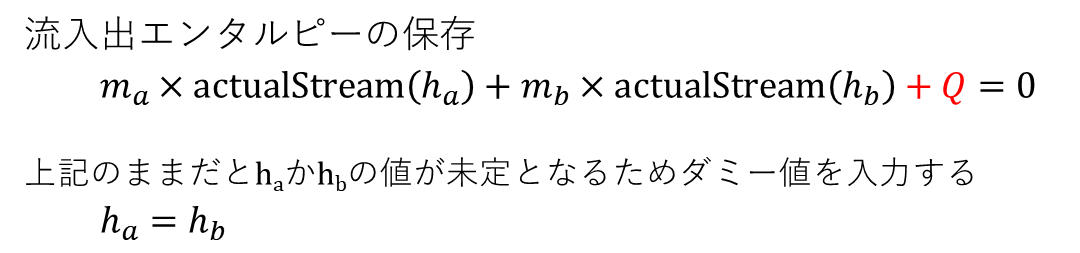 流入出エンタルピーの保存
m_a × actualStream(h_a) + m_b × actualStream(h_b) + Q = 0
上記のままだとh_aかh_bの値が未定となるためダミー値を入力する
h_a = h_b